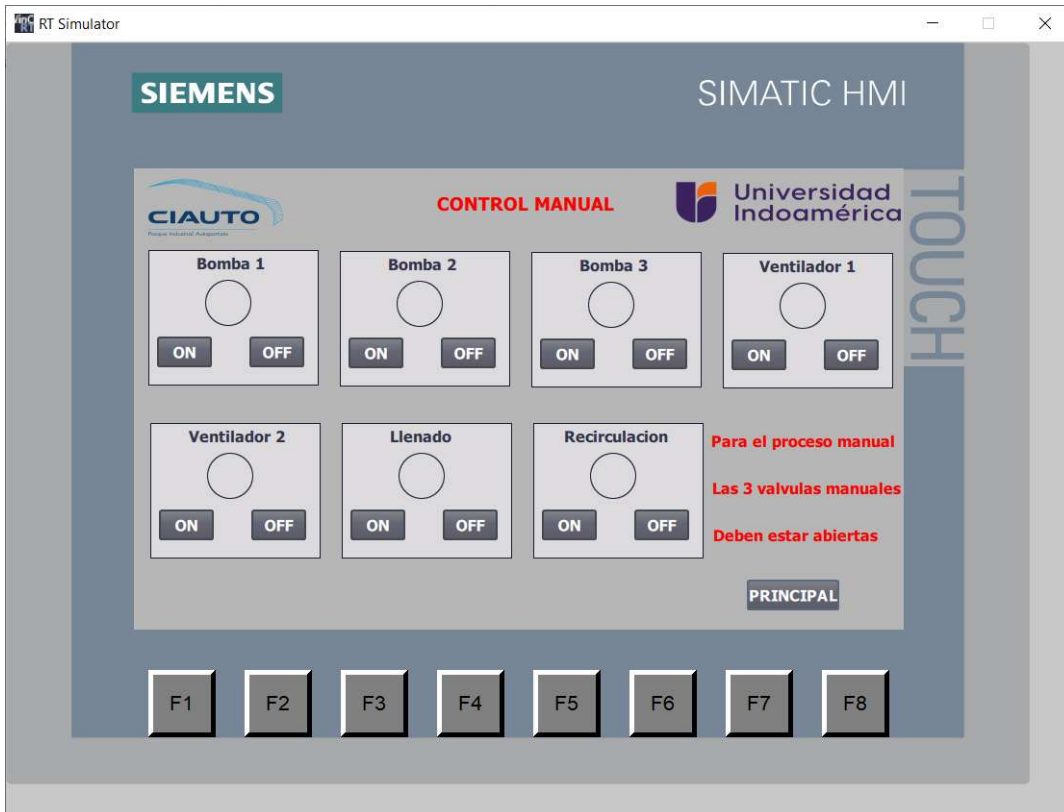 RT Simulator
SIEMENS
SIMATIC HMI
TOUCH
CIAUTO
Parque Industrial Autopartista
CONTROL MANUAL
Universidad
Indoamérica
Bomba 1
ON OFF
Bomba 2
ON OFF
Bomba 3
ON OFF
Ventilador 1
ON OFF
Ventilador 2
ON OFF
Llenado
ON OFF
Recirculacion
ON OFF
Para el proceso manual
Las 3 valvulas manuales
Deben estar abiertas
PRINCIPAL
F1 F2 F3 F4 F5 F6 F7 F8